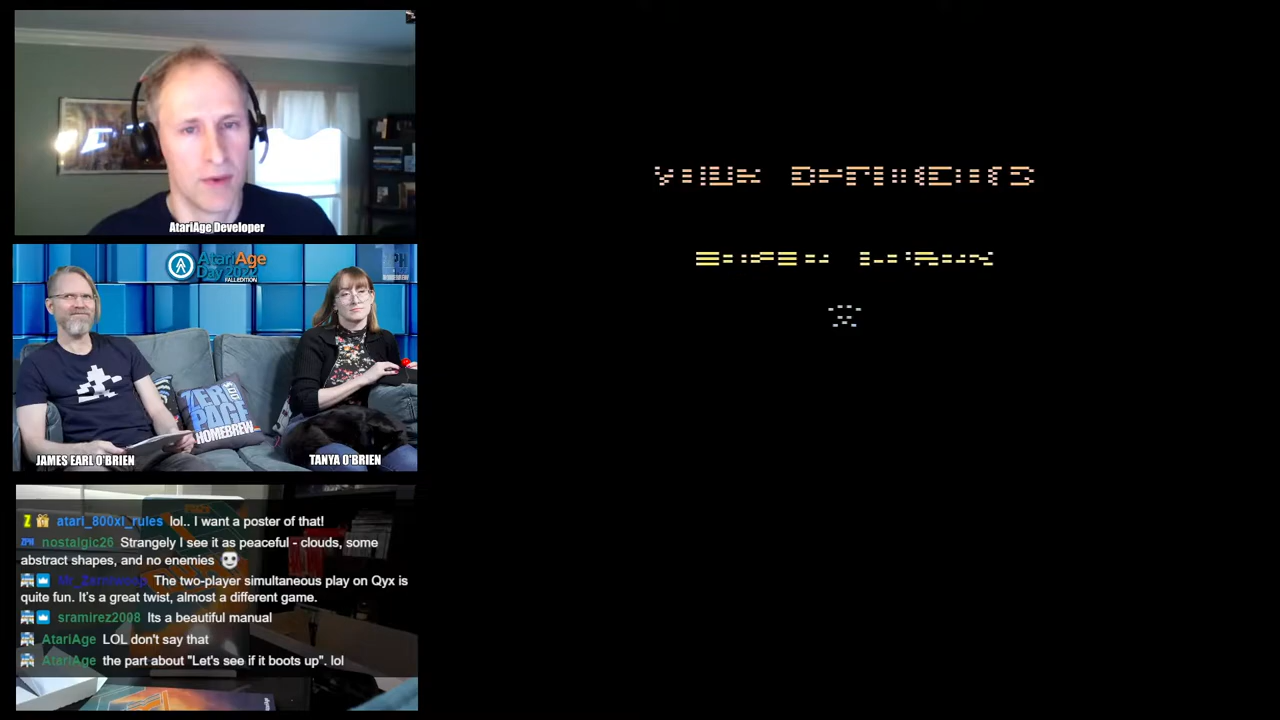 AtariAge Developer
AtariAge
Day 2022
FALL EDITION
ZPH
ZERO
PAGE
HOMEBREW
JAMES EARL O'BRIEN
TANYA O'BRIEN
atari_800xl_rules lol.. I want a poster of that!
nostalgic26 Strangely I see it as peaceful - clouds, some
abstract shapes, and no enemies
The two-player simultaneous play on Qyx is
quite fun. It's a great twist, almost a different game.
sramirez2008 Its a beautiful manual
AtariAge LOL don't say that
AtariAge the part about "Let's see if it boots up". lol